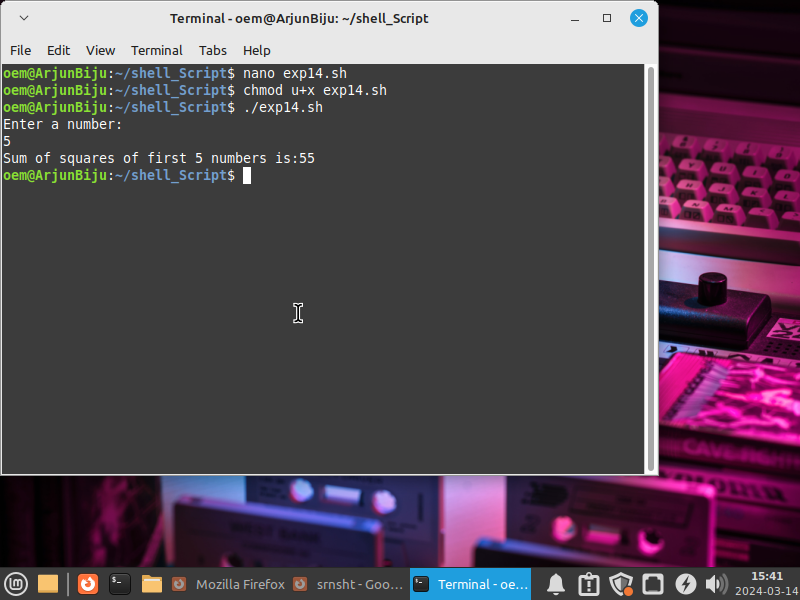 Terminal - oem@ArjunBiju: ~/shell_Script
File Edit View Terminal Tabs Help
oem@ArjunBiju:~/shell_Script$ nano exp14.sh
oem@ArjunBiju:~/shell_Script$ chmod u+x exp14.sh
oem@ArjunBiju:~/shell_Script$ ./exp14.sh
Enter a number:
5
Sum of squares of first 5 numbers is:55
oem@ArjunBiju:~/shell_Script$
CAVE FIGHT
Mozilla Firefox
srnsht - Goo...
Terminal - oe...
15:41
2024-03-14